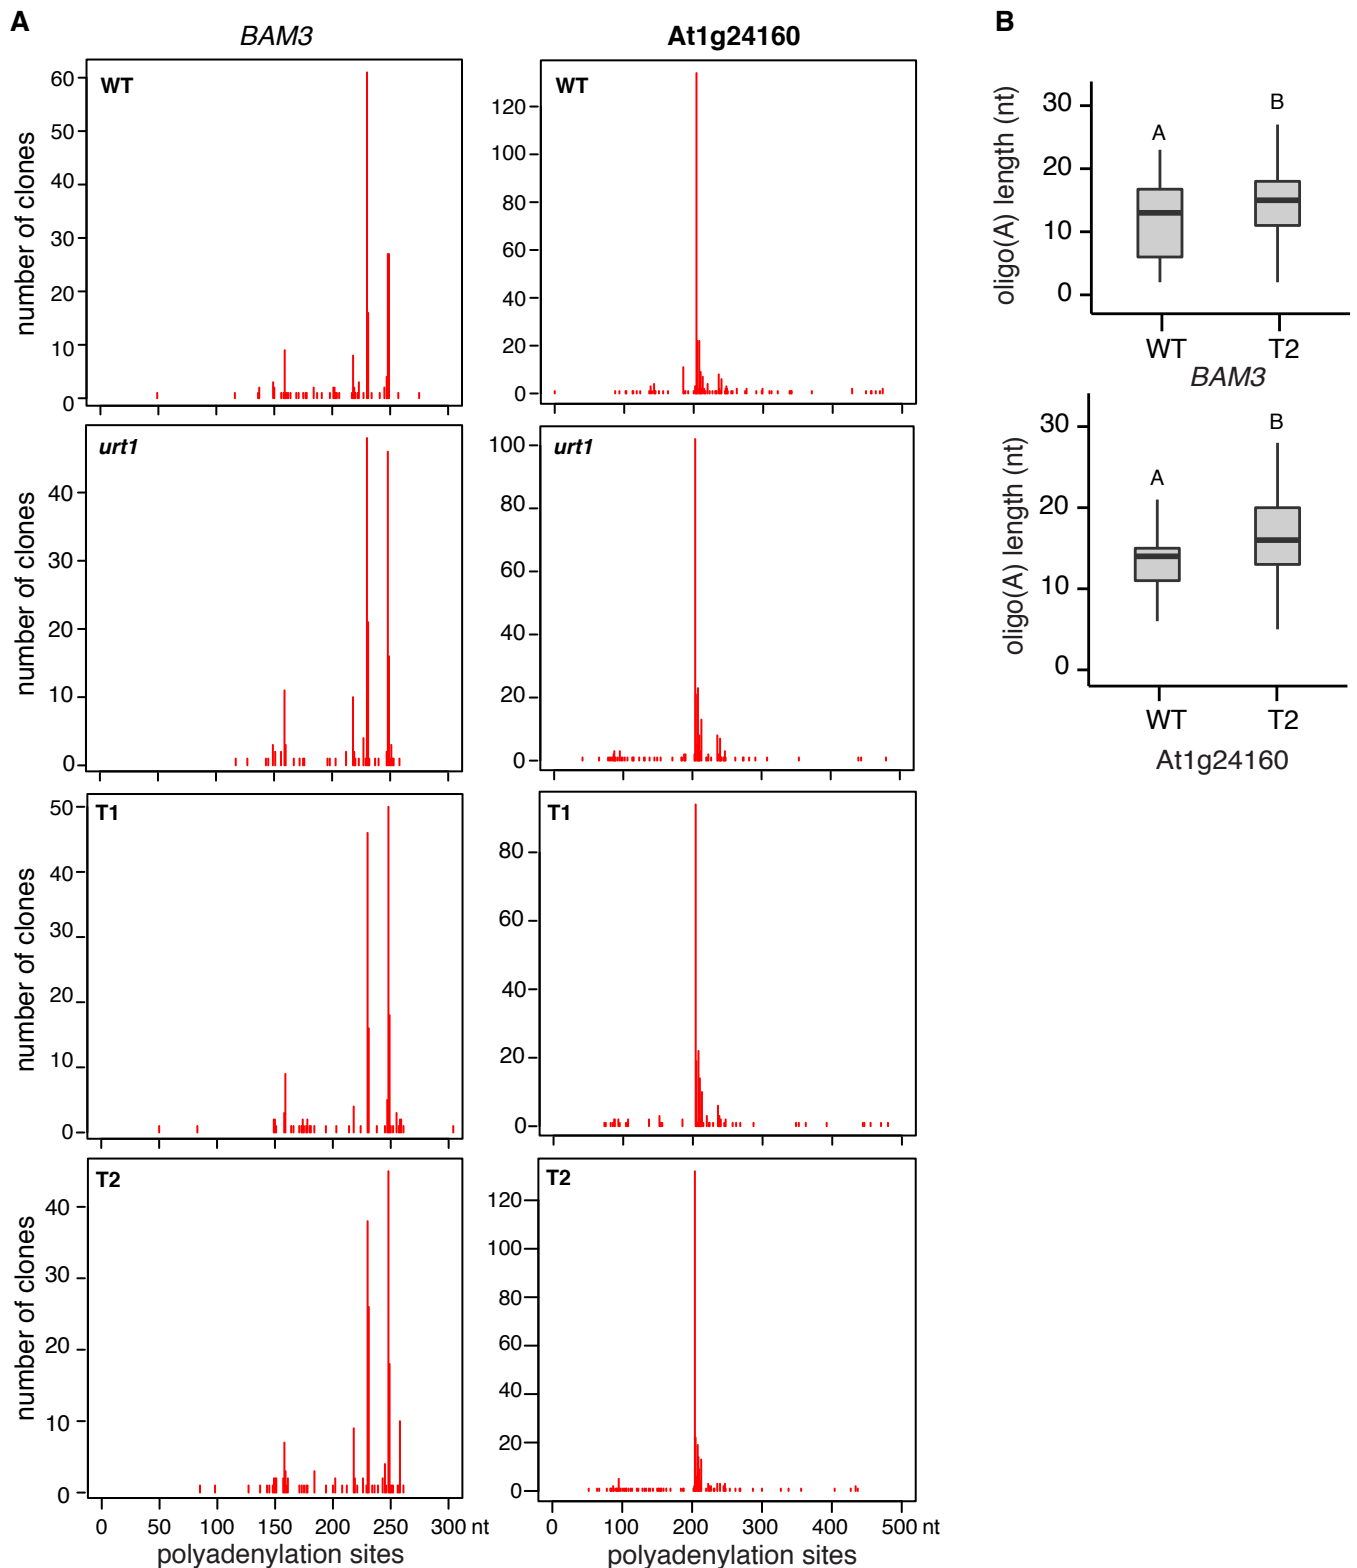 A
BAM3
At1g24160
B
WT
number of clones
60
50
40
30
20
10
0
WT
120
100
80
60
40
20
0
urt1
number of clones
40
30
20
10
0
urt1
100
80
60
40
20
0
T1
number of clones
50
40
30
20
10
0
T1
80
60
40
20
0
T2
number of clones
40
30
20
10
0
0 50 100 150 200 250 300 nt
polyadenylation sites
T2
120
100
80
60
40
20
0
0 100 200 300 400 500 nt
polyadenylation sites
oligo(A) length (nt)
30
20
10
0
A
B
WT T2
BAM3
oligo(A) length (nt)
30
20
10
0
A
B
WT T2
At1g24160